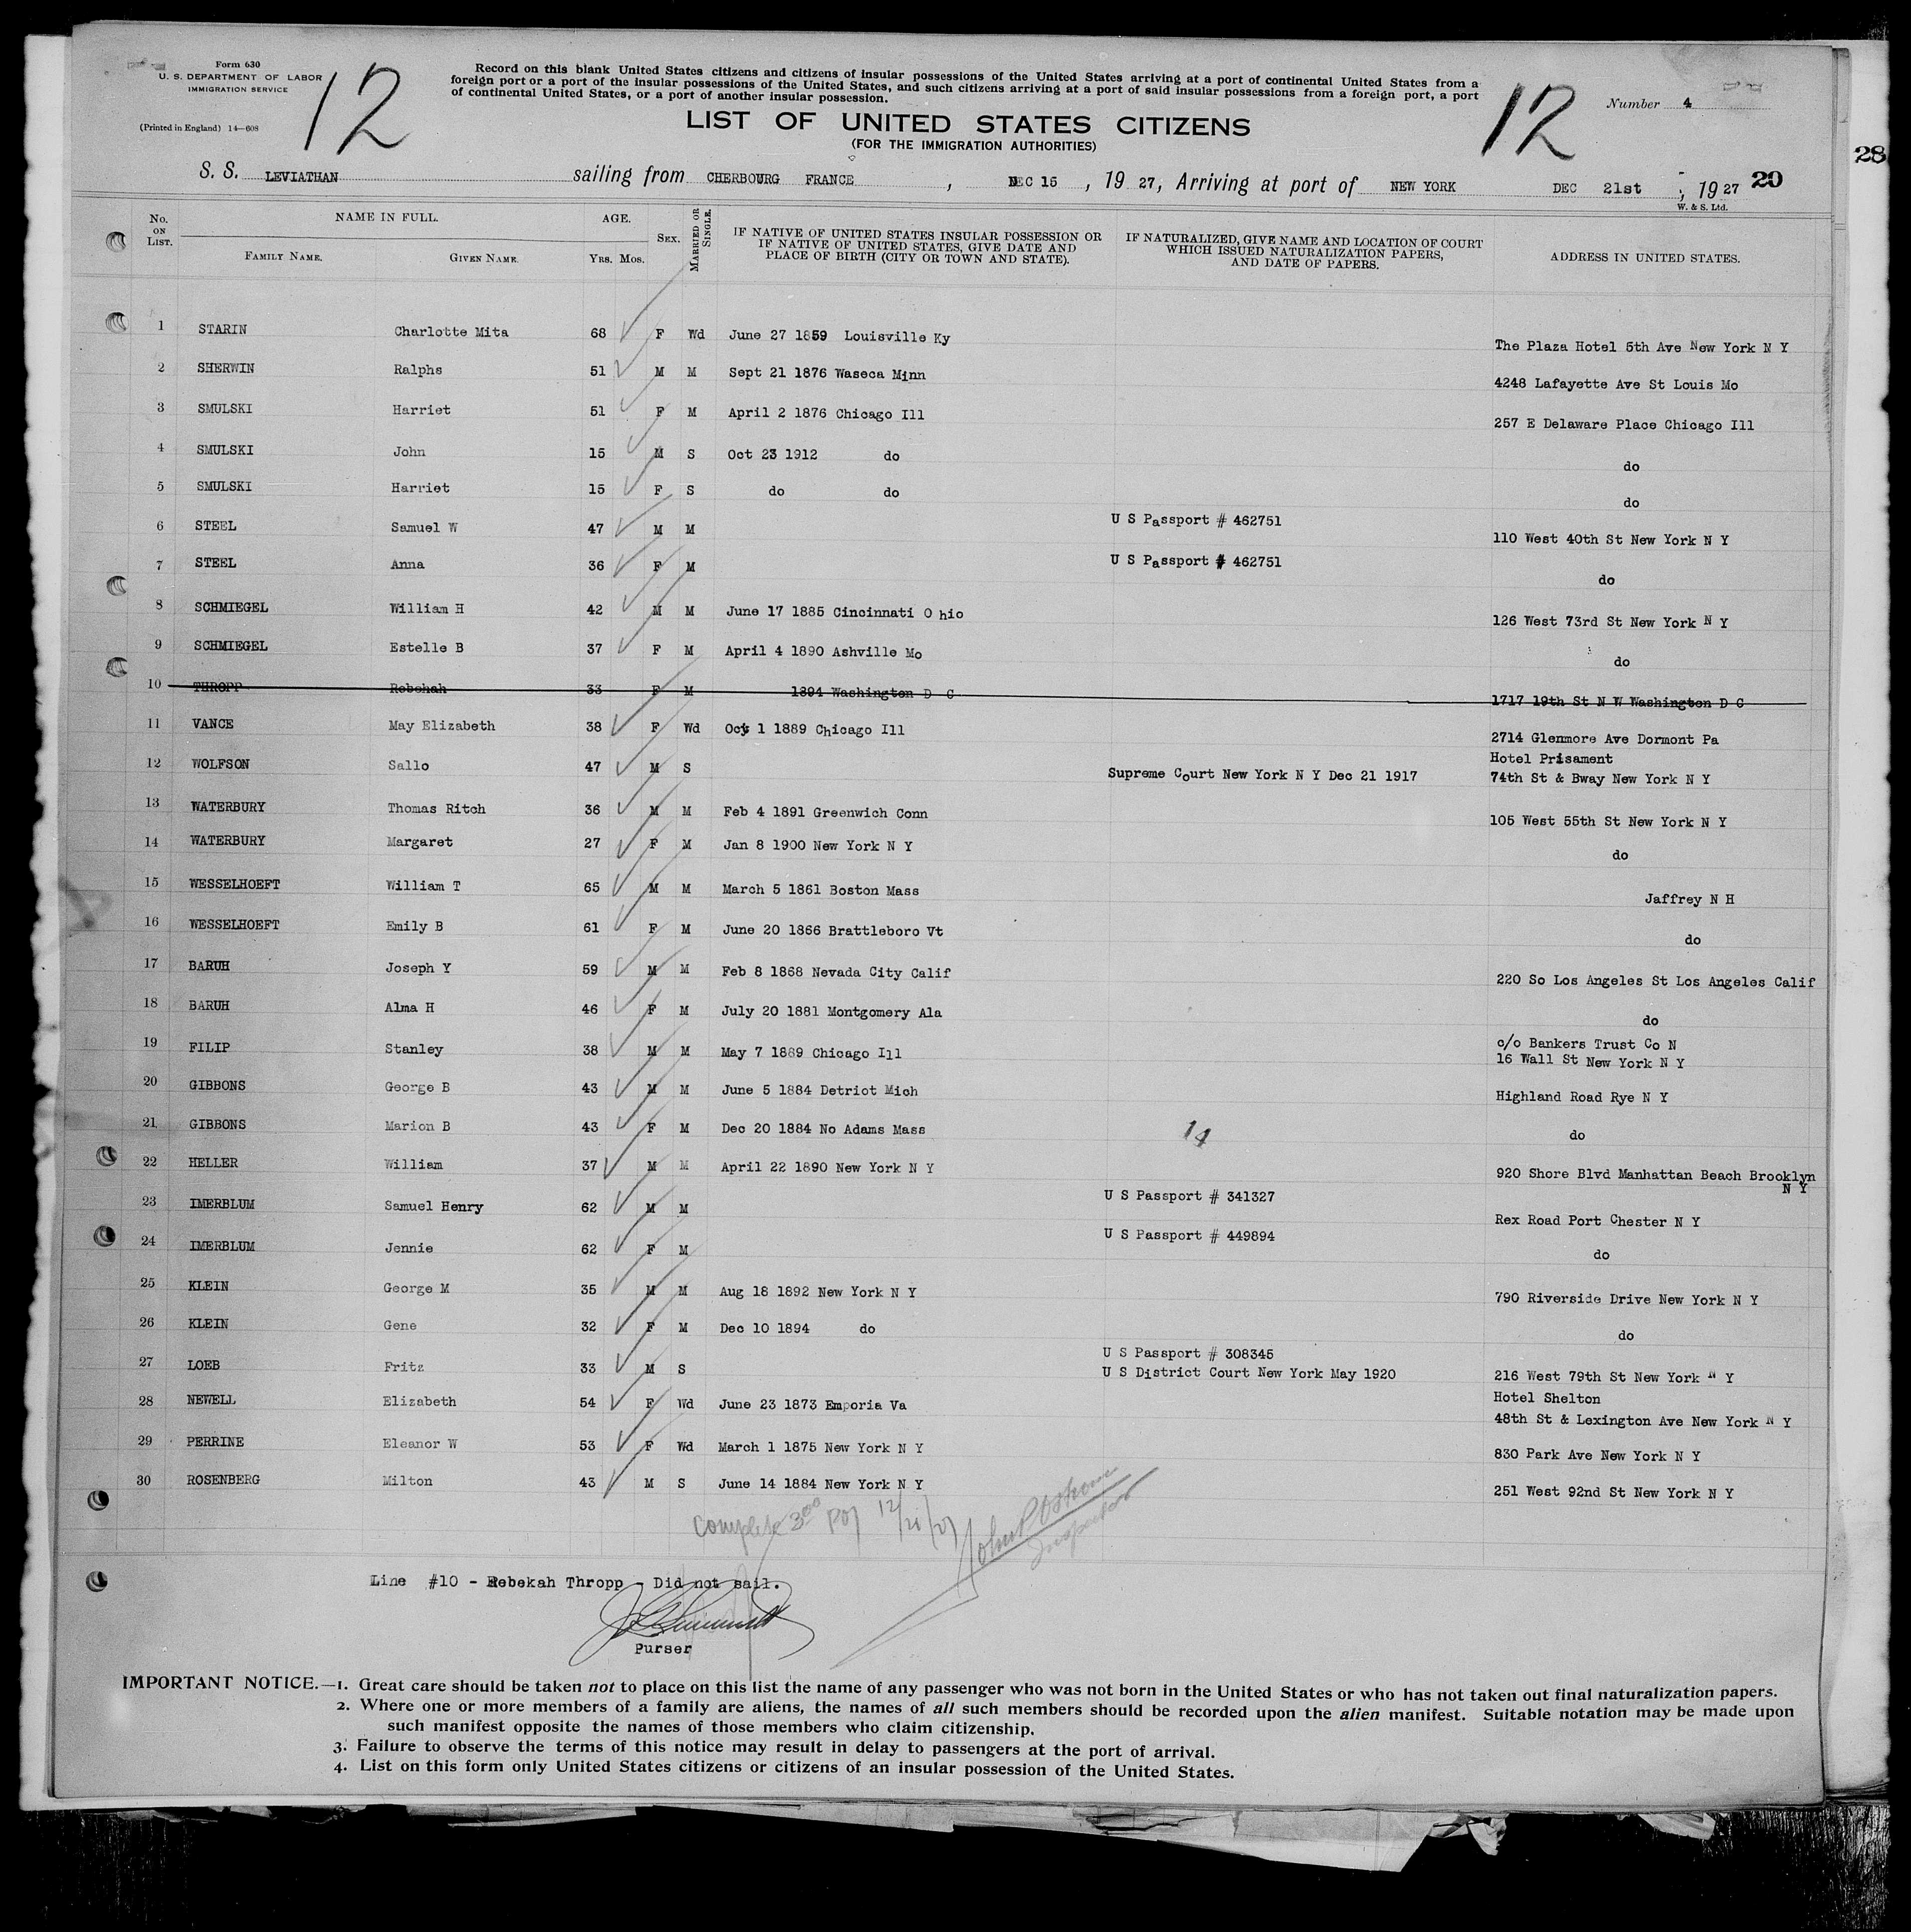 Form 630
U. S. DEPARTMENT OF LABOR
IMMIGRATION SERVICE
(Printed in England) 14—608
12
Record on this blank United States citizens and citizens of insular possessions of the United States arriving at a port of continental United States from a
foreign port or a port of the insular possessions of the United States, and such citizens arriving at a port of said insular possessions from a foreign port, a port
of continental United States, or a port of another insular possession.
12
Number 4
LIST OF UNITED STATES CITIZENS
(FOR THE IMMIGRATION AUTHORITIES)
28
S. S. LEVIATHAN sailing from CHERBOURG FRANCE, DEC 15, 19 27, Arriving at port of NEW YORK DEC 21st, 19 27 20
W. & S. Ltd.
No. ON LIST. NAME IN FULL. FAMILY NAME. GIVEN NAME. AGE. YRS. MOS. SEX. MARRIED OR SINGLE. IF NATIVE OF UNITED STATES INSULAR POSSESSION OR IF NATIVE OF UNITED STATES, GIVE DATE AND PLACE OF BIRTH (CITY OR TOWN AND STATE). IF NATURALIZED, GIVE NAME AND LOCATION OF COURT WHICH ISSUED NATURALIZATION PAPERS, AND DATE OF PAPERS. ADDRESS IN UNITED STATES.
1 STARIN Charlotte Mita 68 F Wd June 27 1859 Louisville Ky The Plaza Hotel 5th Ave New York N Y
2 SHERWIN Ralphs 51 M M Sept 21 1876 Waseca Minn 4248 Lafayette Ave St Louis Mo
3 SMULSKI Harriet 51 F M April 2 1876 Chicago Ill 257 E Delaware Place Chicago Ill
4 SMULSKI John 15 M S Oct 23 1912 do do
5 SMULSKI Harriet 15 F S do do do
6 STEEL Samuel W 47 M M U S Passport # 462751 110 West 40th St New York N Y
7 STEEL Anna 36 F M U S Passport # 462751 do
8 SCHMIEGEL William H 42 M M June 17 1885 Cincinnati O hio 126 West 73rd St New York N Y
9 SCHMIEGEL Estelle B 37 F M April 4 1890 Ashville Mo do
10 THROPP Rebehah 33 F M 1894 Washington D C 1717 19th St N W Washington D C
11 VANCE May Elizabeth 38 F Wd Oct 1 1889 Chicago Ill 2714 Glenmore Ave Dormont Pa
12 WOLFSON Sallo 47 M S Supreme Court New York N Y Dec 21 1917 Hotel Prisament
74th St & Bway New York N Y
13 WATERBURY Thomas Ritch 36 M M Feb 4 1891 Greenwich Conn 105 West 55th St New York N Y
14 WATERBURY Margaret 27 F M Jan 8 1900 New York N Y do
15 WESSELHOEFT William T 65 M M March 5 1861 Boston Mass Jaffrey N H
16 WESSELHOEFT Emily B 61 F M June 20 1866 Brattleboro Vt do
17 BARUH Joseph Y 59 M M Feb 8 1868 Nevada City Calif 220 So Los Angeles St Los Angeles Calif
18 BARUH Alma H 46 F M July 20 1881 Montgomery Ala do
19 FILIP Stanley 38 M M May 7 1889 Chicago Ill c/o Bankers Trust Co N
16 Wall St New York N Y
20 GIBBONS George B 43 M M June 5 1884 Detriot Mich Highland Road Rye N Y
21 GIBBONS Marion B 43 F M Dec 20 1884 No Adams Mass 14 do
22 HELLER William 37 M M April 22 1890 New York N Y 920 Shore Blvd Manhattan Beach Brooklyn
N Y
23 IMERBLUM Samuel Henry 62 M M U S Passport # 341327 Rex Road Port Chester N Y
24 IMERBLUM Jennie 62 F M U S Passport # 449894 do
25 KLEIN George M 35 M M Aug 18 1892 New York N Y 790 Riverside Drive New York N Y
26 KLEIN Gene 32 F M Dec 10 1894 do do
U S Passport # 308345
27 LOEB Fritz 33 M S U S District Court New York May 1920 216 West 79th St New York N Y
28 NEWELL Elizabeth 54 F Wd June 23 1873 Emporia Va Hotel Shelton
48th St & Lexington Ave New York N Y
29 PERRINE Eleanor W 53 F Wd March 1 1875 New York N Y 830 Park Ave New York N Y
30 ROSENBERG Milton 43 M S June 14 1884 New York N Y 251 West 92nd St New York N Y
Complete 3 00 12/21/27
John P
Inspector
Line #10 - Rebekah Thropp - Did not sail.
Purser
IMPORTANT NOTICE.—1. Great care should be taken not to place on this list the name of any passenger who was not born in the United States or who has not taken out final naturalization papers.
2. Where one or more members of a family are aliens, the names of all such members should be recorded upon the alien manifest. Suitable notation may be made upon
such manifest opposite the names of those members who claim citizenship.
3. Failure to observe the terms of this notice may result in delay to passengers at the port of arrival.
4. List on this form only United States citizens or citizens of an insular possession of the United States.